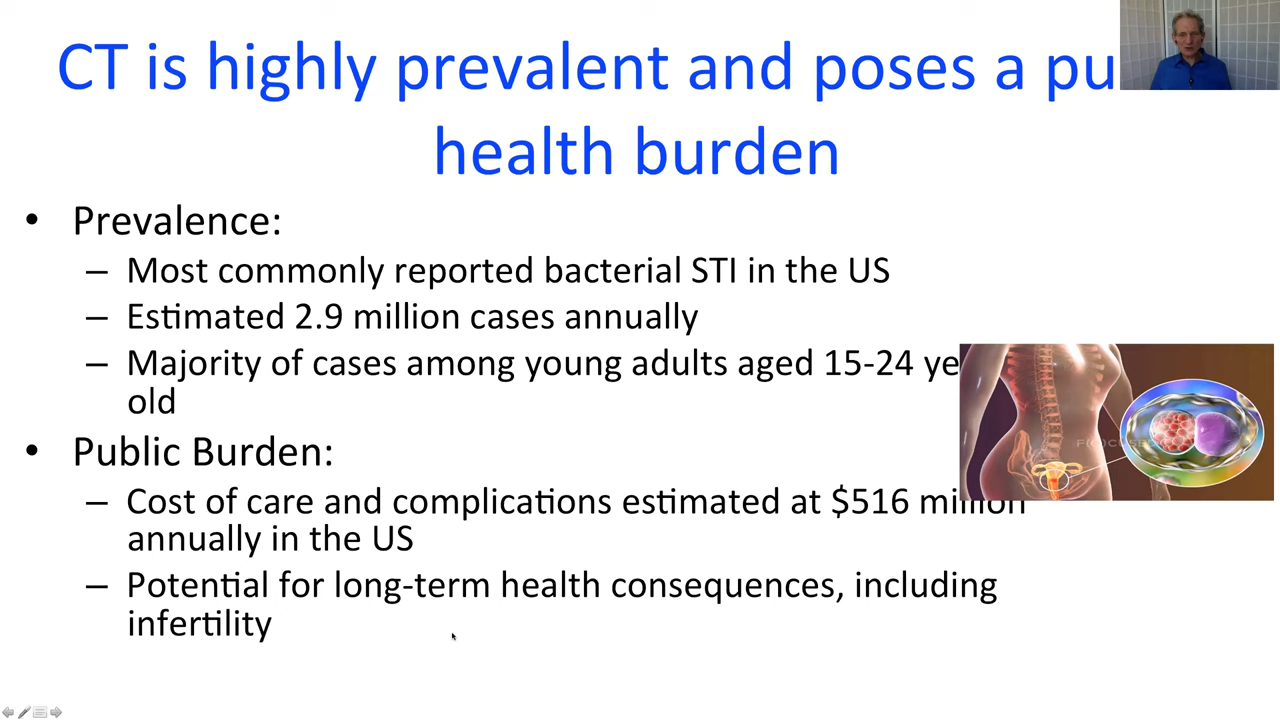 CT is highly prevalent and poses a pu
health burden
• Prevalence:
– Most commonly reported bacterial STI in the US
– Estimated 2.9 million cases annually
– Majority of cases among young adults aged 15-24 ye
old
• Public Burden:
– Cost of care and complications estimated at $516 million
annually in the US
– Potential for long-term health consequences, including
infertility